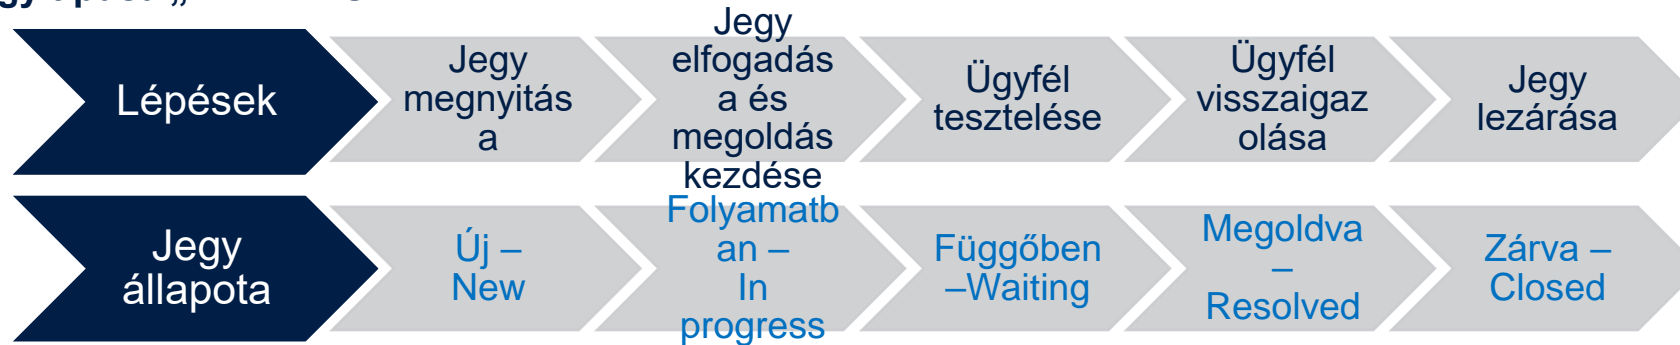 Lépések
Jegy
megnyitás
a
Jegy
elfogadás
a és
megoldás
kezdése
Ügyfél
tesztelése
Ügyfél
visszaigaz
olása
Jegy
lezárása
Jegy
állapota
Új –
New
Folyamatb
an –
In
progress
Függőben
–Waiting
Megoldva
–
Resolved
Zárva –
Closed